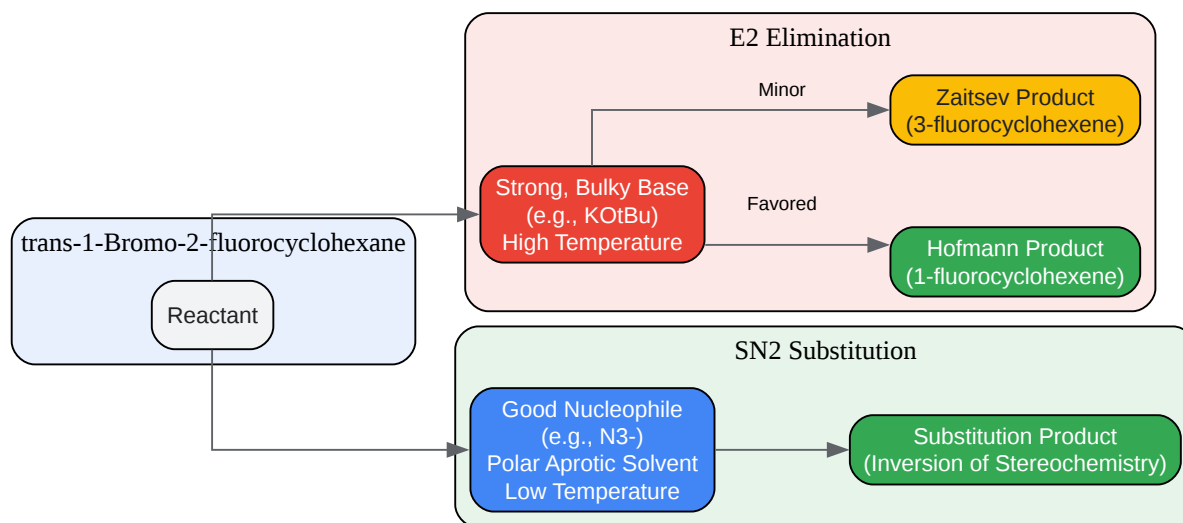 E2 Elimination
Minor
Zaitsev Product
(3-fluorocyclohexene)
Strong, Bulky Base
(e.g., KOtBu)
High Temperature
Favored
Hofmann Product
(1-fluorocyclohexene)
trans-1-Bromo-2-fluorocyclohexane
Reactant
SN2 Substitution
Good Nucleophile
(e.g., N3-)
Polar Aprotic Solvent
Low Temperature
Substitution Product
(Inversion of Stereochemistry)